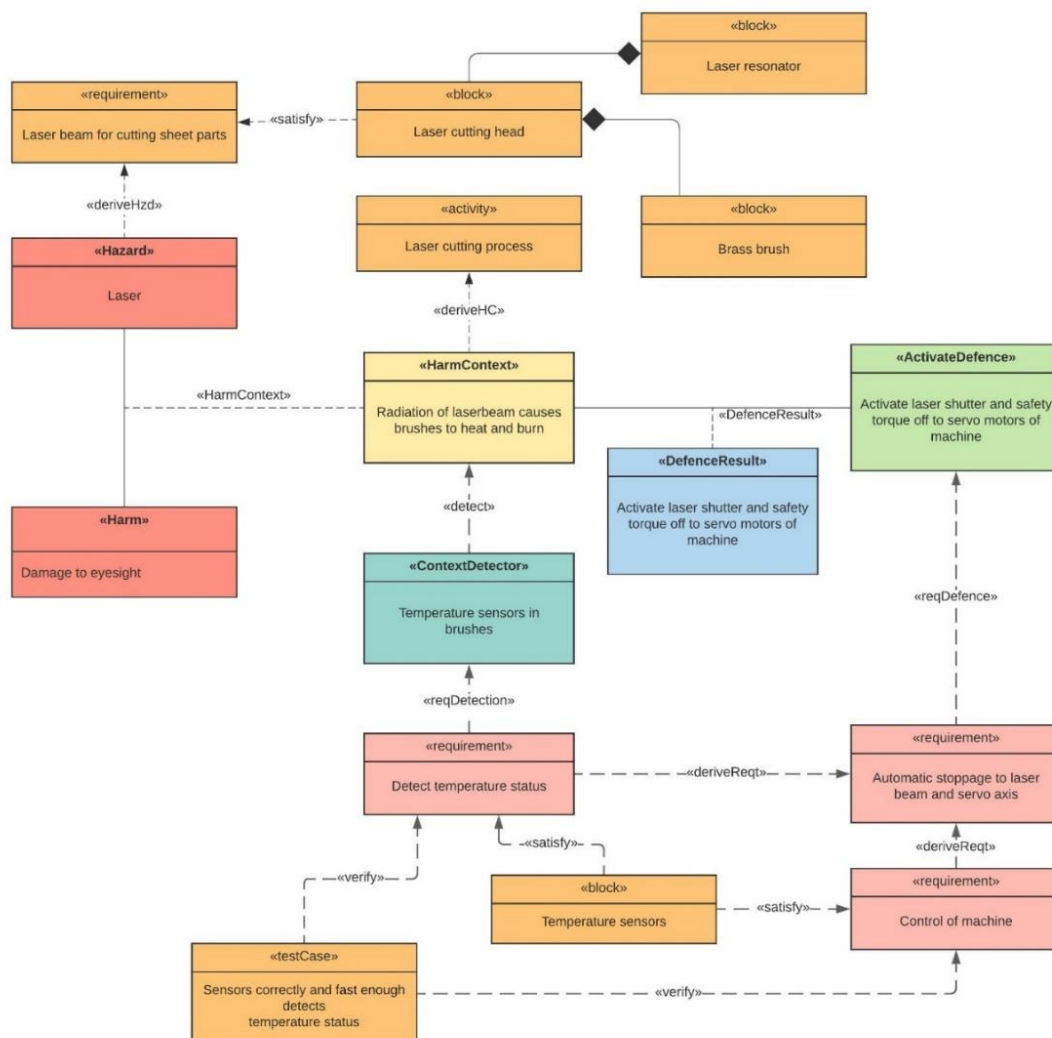 «block»
Laser resonator
«requirement»
Laser beam for cutting sheet parts
«satisfy»
«block»
Laser cutting head
«deriveHzd»
«activity»
Laser cutting process
«block»
Brass brush
«Hazard»
Laser
«deriveHC»
«HarmContext»
«HarmContext»
Radiation of laserbeam causes
brushes to heat and burn
«DefenceResult»
«ActivateDefence»
Activate laser shutter and safety
torque off to servo motors of
machine
«DefenceResult»
Activate laser shutter and safety
torque off to servo motors of
machine
«Harm»
Damage to eyesight
«detect»
«ContextDetector»
Temperature sensors in
brushes
«reqDefence»
«reqDetection»
«requirement»
Detect temperature status
«deriveReqt»
«requirement»
Automatic stoppage to laser
beam and servo axis
«satisfy»
«deriveReqt»
«verify»
«block»
Temperature sensors
«satisfy»
«requirement»
Control of machine
«testCase»
Sensors correctly and fast enough
detects
temperature status
«verify»